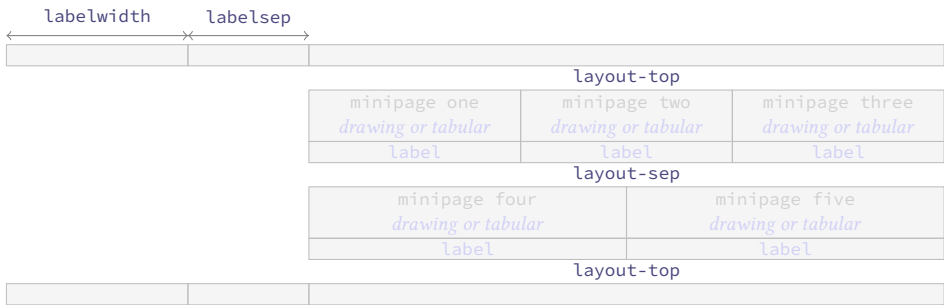 labelwidth labelsep
layout-top
minipage one minipage two minipage three
drawing or tabular drawing or tabular drawing or tabular
label label label
layout-sep
minipage four minipage five
drawing or tabular drawing or tabular
label label
layout-top